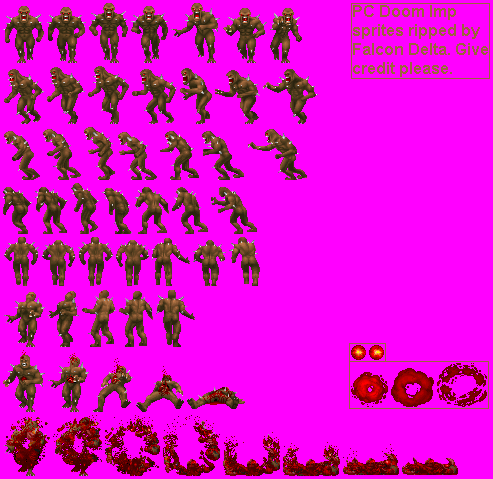 PC Doom Imp
sprites ripped by
Falcon Delta. Give
credit please.